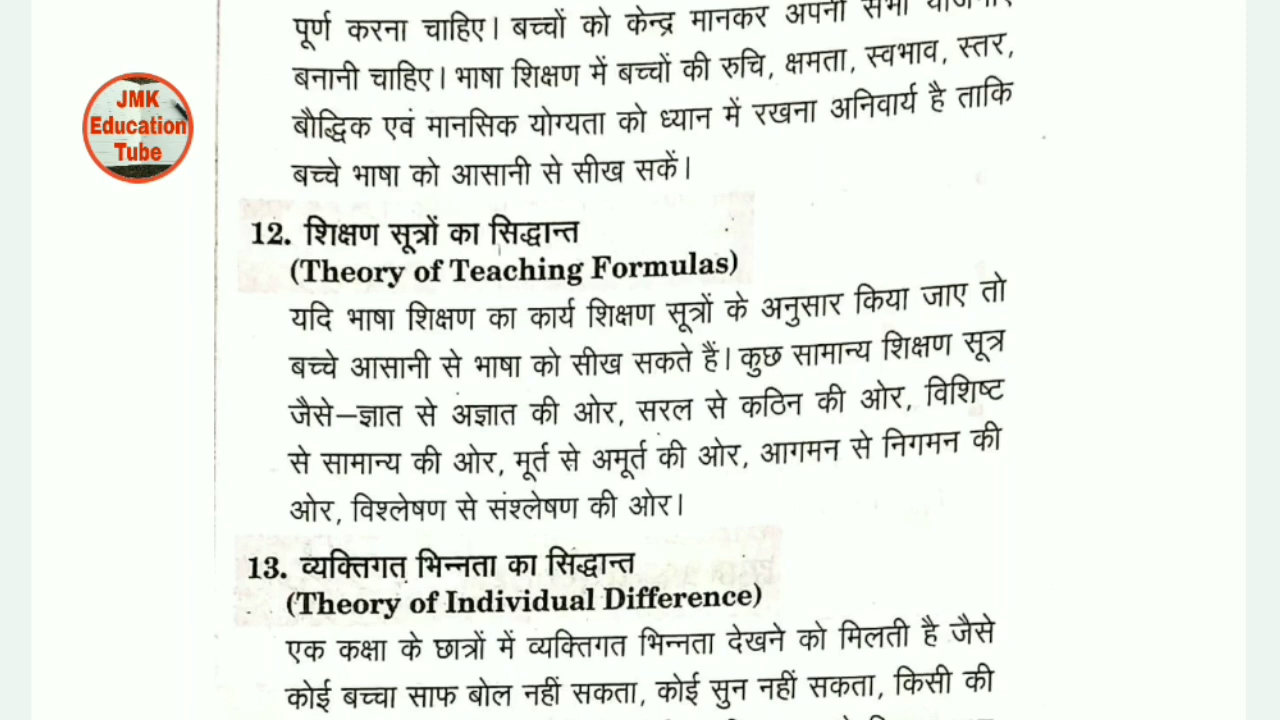 JMK
Education
Tube
पूर्ण करना चाहिए। बच्चों को केन्द्र मानकर अपनी सभी
बनानी चाहिए। भाषा शिक्षण में बच्चों की रुचि, क्षमता, स्वभाव, स्तर,
बौद्धिक एवं मानसिक योग्यता को ध्यान में रखना अनिवार्य है ताकि
बच्चे भाषा को आसानी से सीख सकें।
12. शिक्षण सूत्रों का सिद्धान्त
(Theory of Teaching Formulas)
यदि भाषा शिक्षण का कार्य शिक्षण सूत्रों के अनुसार किया जाए तो
बच्चे आसानी से भाषा को सीख सकते हैं। कुछ सामान्य शिक्षण सूत्र
जैसे–ज्ञात से अज्ञात की ओर, सरल से कठिन की ओर, विशिष्ट
से सामान्य की ओर, मूर्त से अमूर्त की ओर, आगमन से निगमन की
ओर, विश्लेषण से संश्लेषण की ओर।
13. व्यक्तिगत भिन्नता का सिद्धान्त
(Theory of Individual Difference)
एक कक्षा के छात्रों में व्यक्तिगत भिन्नता देखने को मिलती है जैसे
कोई बच्चा साफ बोल नहीं सकता, कोई सुन नहीं सकता, किसी की